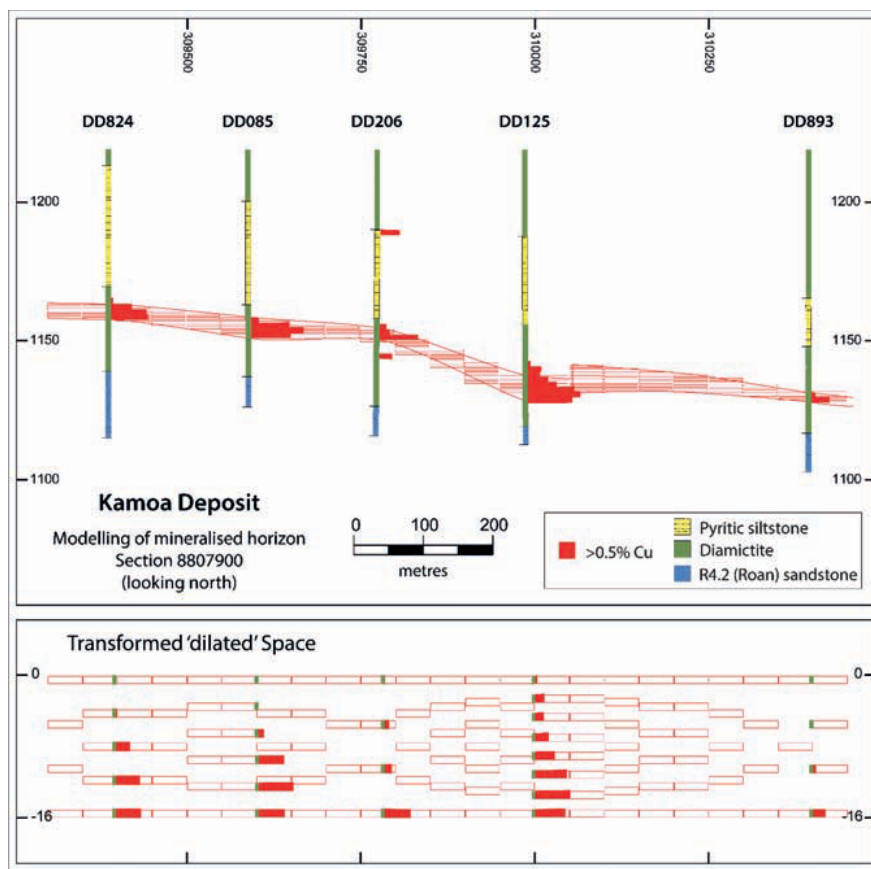 309500 309750 310000 310250
DD824 DD085 DD206 DD125 DD893
1200 1200
1150 1150
1100 1100
Kamoa Deposit
Modelling of mineralised horizon
Section 8807900
(looking north)
0 100 200
metres
>0.5% Cu
Pyritic siltstone
Diamictite
R4.2 (Roan) sandstone
Transformed 'dilated' Space
0 0
-16 -16